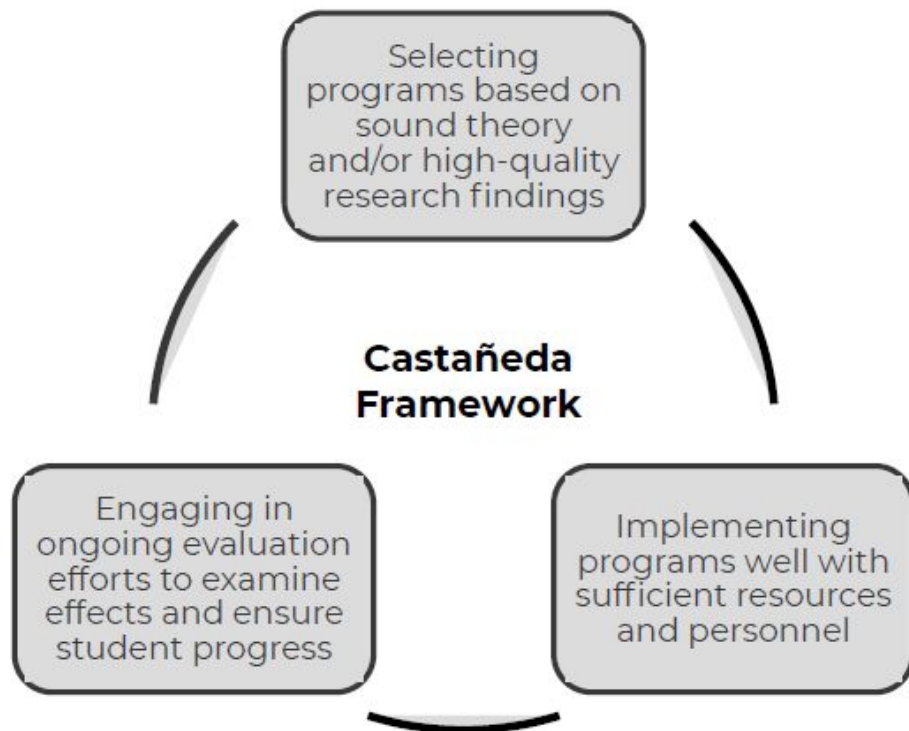 Selecting
programs based on
sound theory
and/or high-quality
research findings
Castañeda
Framework
Engaging in
ongoing evaluation
efforts to examine
effects and ensure
student progress
Implementing
programs well with
sufficient resources
and personnel